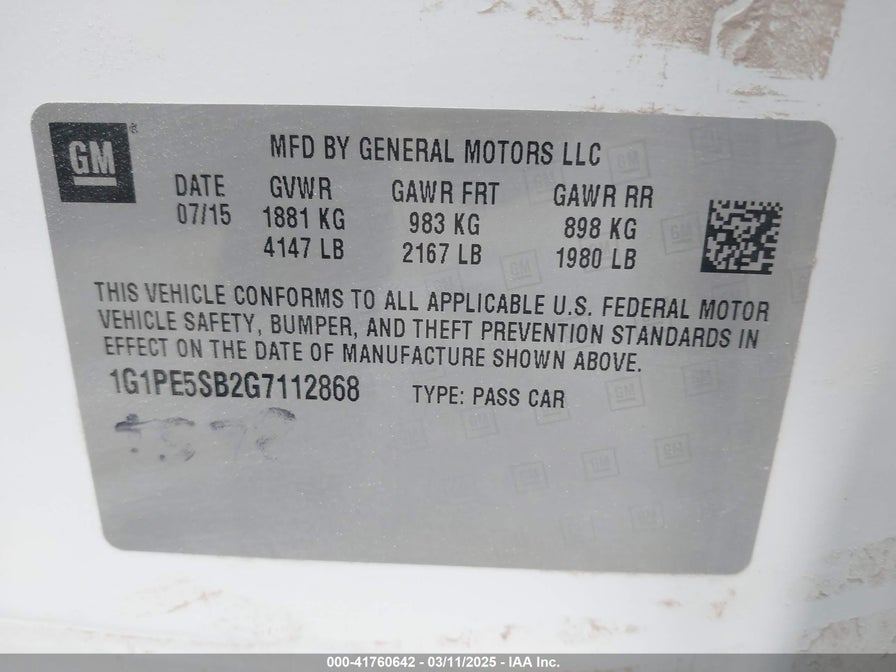 GM
MFD BY GENERAL MOTORS LLC
DATE GVWR GAWR FRT GAWR RR
07/15 1881 KG 983 KG 898 KG
4147 LB 2167 LB 1980 LB
THIS VEHICLE CONFORMS TO ALL APPLICABLE U.S. FEDERAL MOTOR
VEHICLE SAFETY, BUMPER, AND THEFT PREVENTION STANDARDS IN
EFFECT ON THE DATE OF MANUFACTURE SHOWN ABOVE.
1G1PE5SB2G7112868 TYPE: PASS CAR
000-41760642 - 03/11/2025 - IAA Inc.